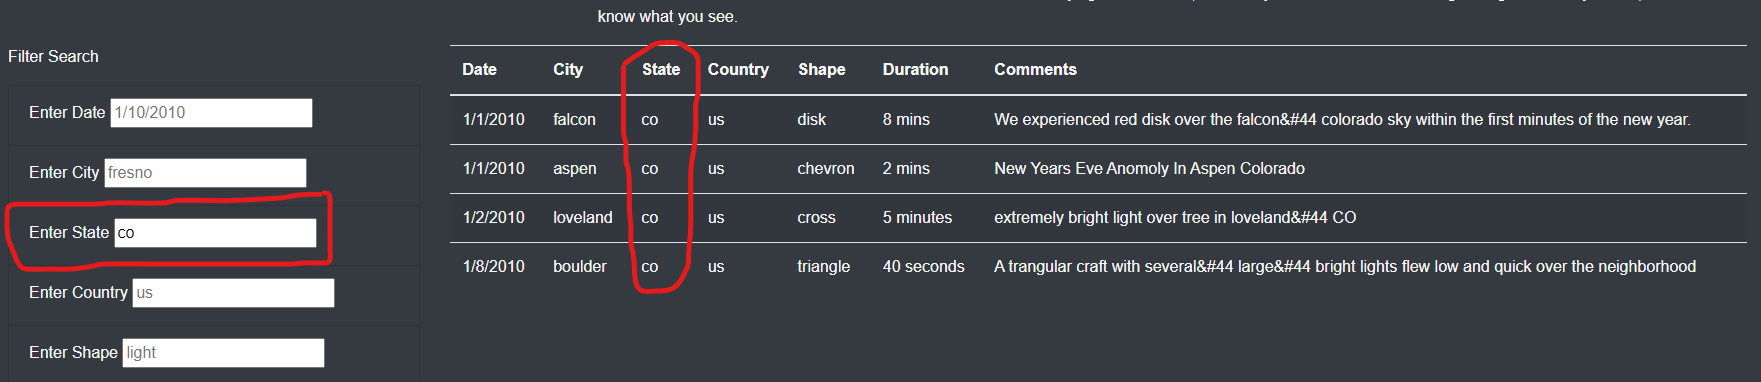 know what you see.
Filter Search
Enter Date 1/10/2010
Enter City fresno
Enter State co
Enter Country us
Enter Shape light
Date City State Country Shape Duration Comments
1/1/2010 falcon co us disk 8 mins We experienced red disk over the falcon&#44 colorado sky within the first minutes of the new year.
1/1/2010 aspen co us chevron 2 mins New Years Eve Anomoly In Aspen Colorado
1/2/2010 loveland co us cross 5 minutes extremely bright light over tree in loveland&#44 CO
1/8/2010 boulder co us triangle 40 seconds A trangular craft with several&#44 large&#44 bright lights flew low and quick over the neighborhood